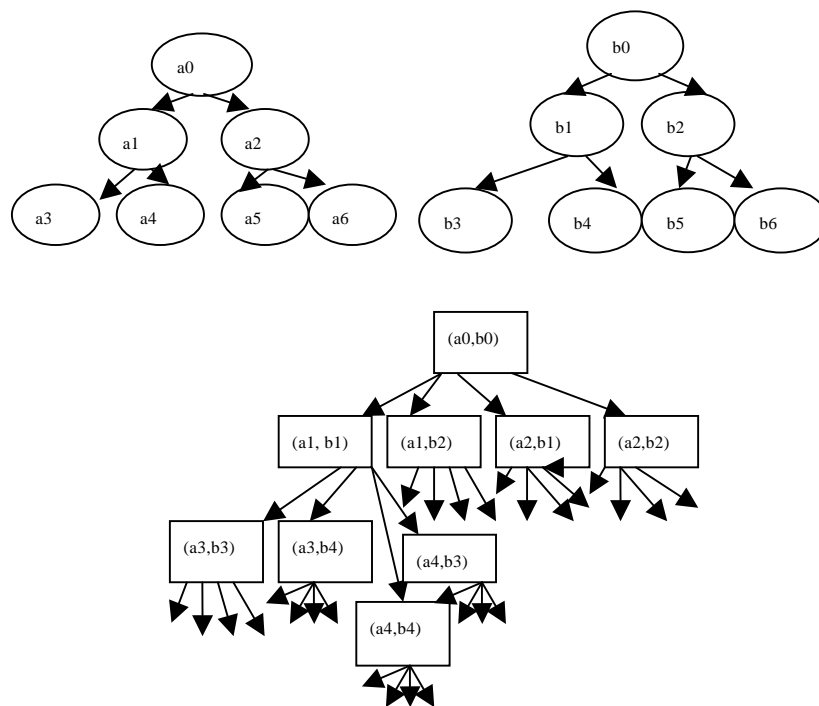 a0
b0
a1
a2
b1
b2
a3
a4
a5
a6
b3
b4
b5
b6
(a0,b0)
(a1, b1)
(a1,b2)
(a2,b1)
(a2,b2)
(a3,b3)
(a3,b4)
(a4,b3)
(a4,b4)